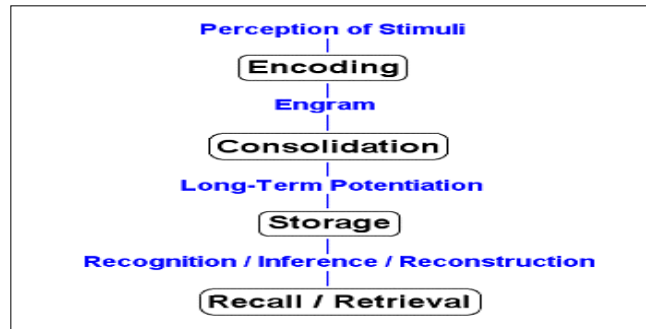 Perception of Stimuli
Encoding
Engram
Consolidation
Long-Term Potentiation
Storage
Recognition / Inference / Reconstruction
Recall / Retrieval